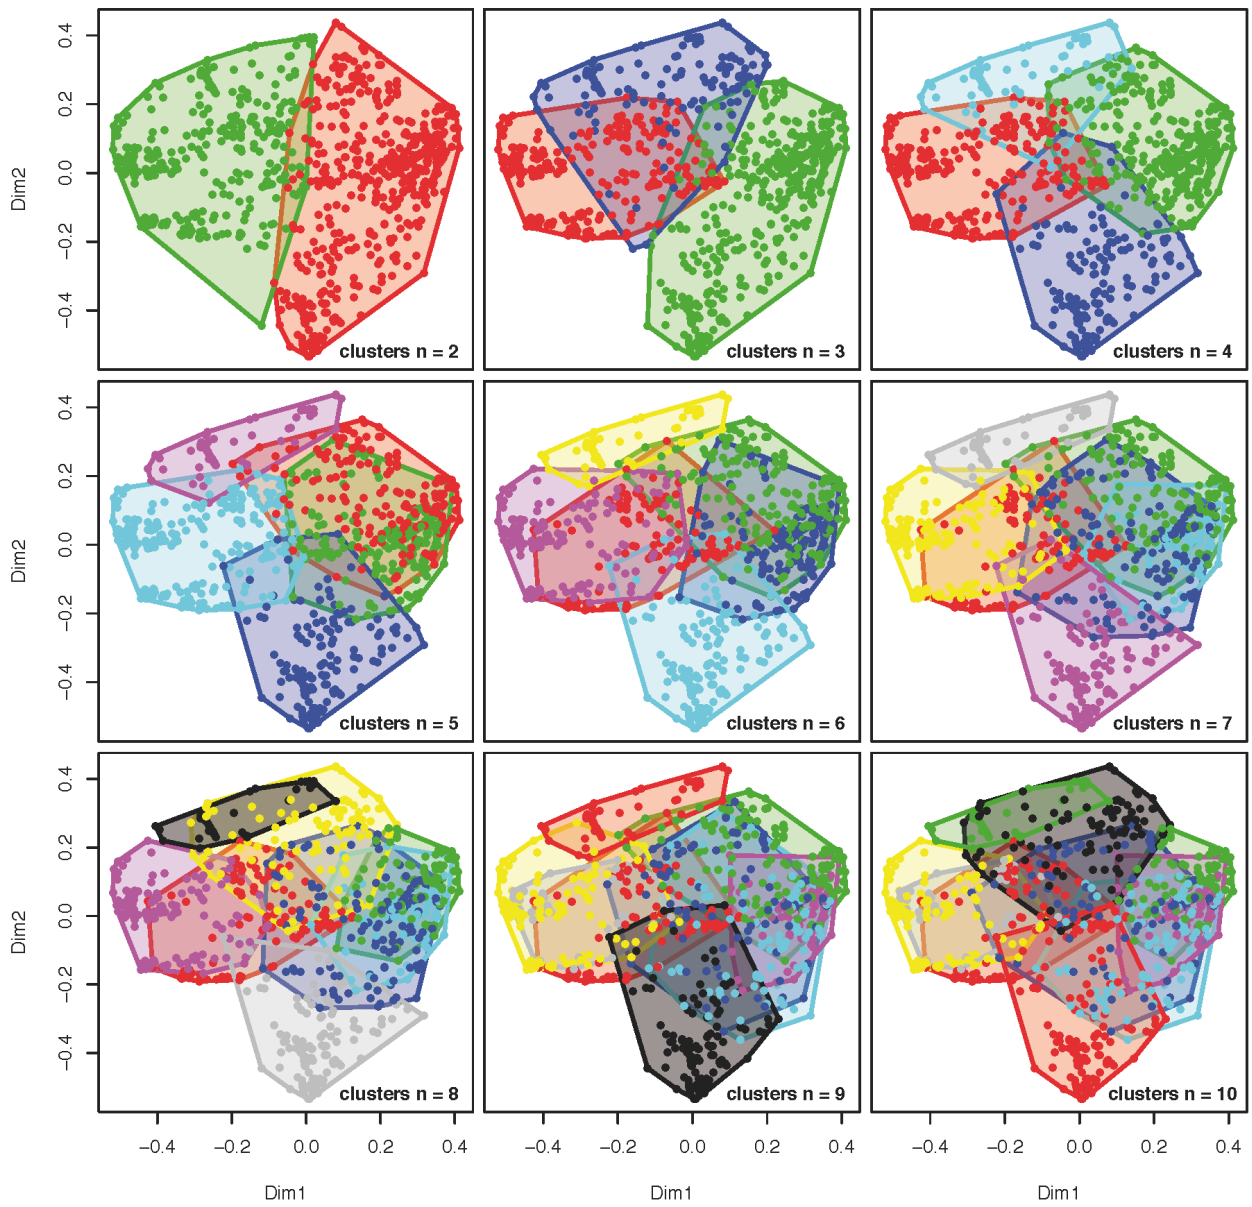 0.4
0.2
0.0
−0.2
−0.4
Dim2
clusters n = 2
clusters n = 3
clusters n = 4
0.4
0.2
0.0
−0.2
−0.4
Dim2
clusters n = 5
clusters n = 6
clusters n = 7
0.4
0.2
0.0
−0.2
−0.4
Dim2
clusters n = 8
clusters n = 9
clusters n = 10
−0.4 −0.2 0.0 0.2 0.4
−0.4 −0.2 0.0 0.2 0.4
−0.4 −0.2 0.0 0.2 0.4
Dim1
Dim1
Dim1